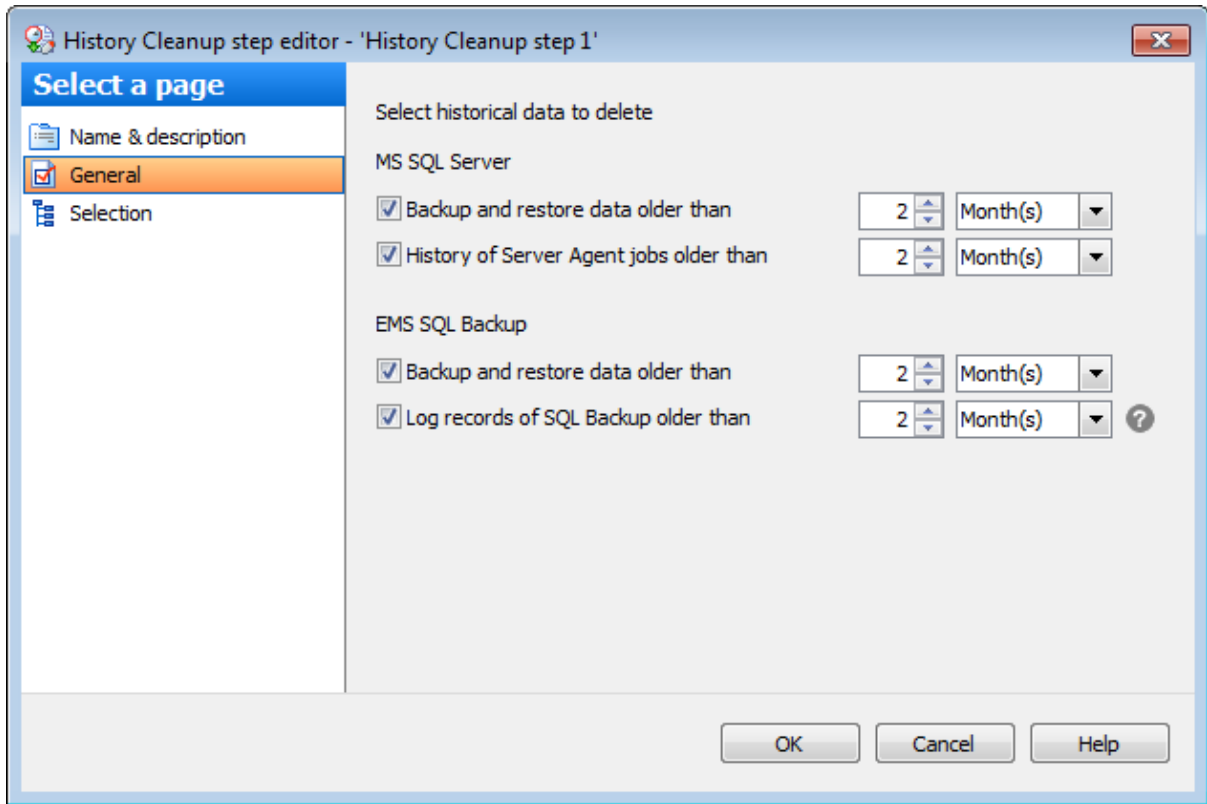 History Cleanup step editor - 'History Cleanup step 1'
Select a page
Name & description
General
Selection
Select historical data to delete
MS SQL Server
Backup and restore data older than 2 Month(s)
History of Server Agent jobs older than 2 Month(s)
EMS SQL Backup
Backup and restore data older than 2 Month(s)
Log records of SQL Backup older than 2 Month(s) ?
OK Cancel Help